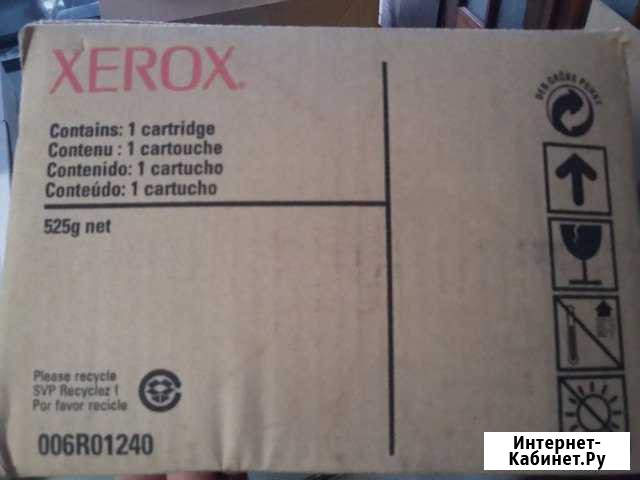 XEROX®
DER GRÜNE PUNKT
Contains: 1 cartridge
Contenu : 1 cartouche
Contenido: 1 cartucho
Conteúdo: 1 cartucho
525g net
Please recycle
SVP Recyclez !
Por favor recicle
006R01240
Интернет-
Кабинет.Ру